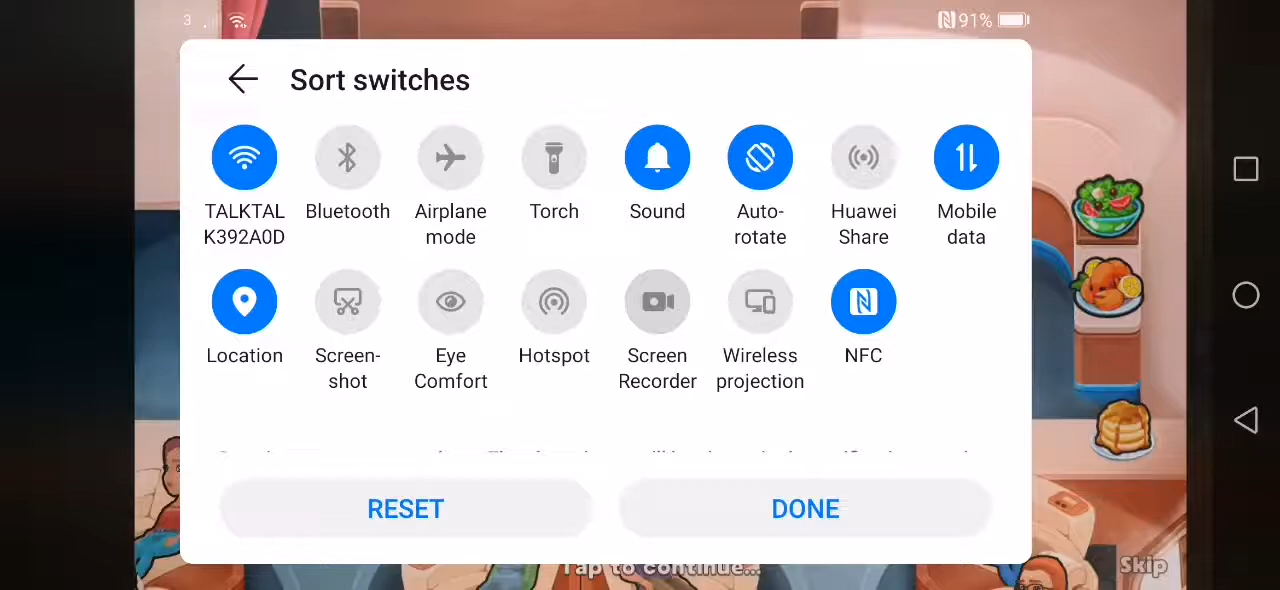 3
91%
Sort switches
TALKTAL
K392A0D
Bluetooth
Airplane
mode
Torch
Sound
Auto-
rotate
Huawei
Share
Mobile
data
Location
Screen-
shot
Eye
Comfort
Hotspot
Screen
Recorder
Wireless
projection
NFC
RESET
DONE
Tap to continue...
Skip